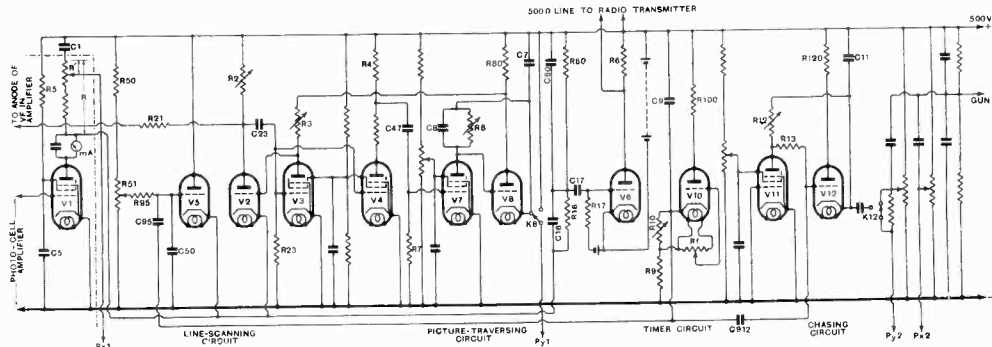 500Ω LINE TO RADIO TRANSMITTER
500V
C1
R5
R50
R2
R4
R80
C7
C80
R60
R6
C9
R100
R120
C11
GUN
TO ANODE OF
VF IN
AMPLIFIER
R
mA
R21
C23
R3
C47
C8
R8
R12
R13
V1
R51
R95
V5
V2
V3
V4
V7
V8
C17
R16
R17
V6
V10
R10
Rf
V11
V12
K8
K126
PHOTO-CELL
AMPLIFIER
C5
C95
C50
R23
R7
C16
R9
LINE-SCANNING
CIRCUIT
PICTURE-TRAVERSING
CIRCUIT
TIMER CIRCUIT
C912
CHASING
CIRCUIT
Px1
Py1
Py2
Px2